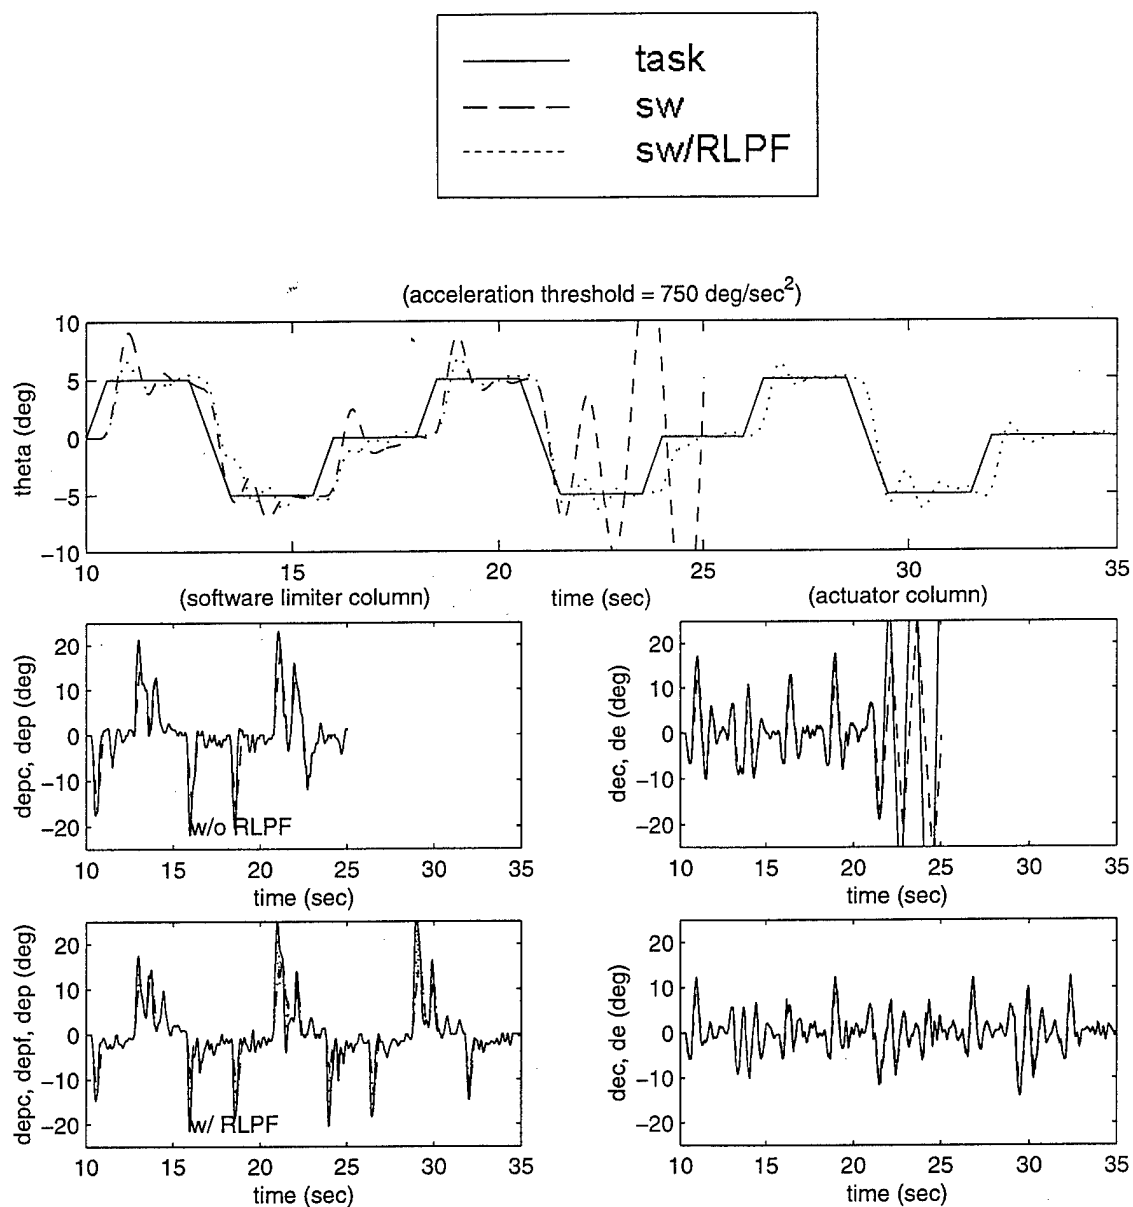 task
sw
sw/RLPF
(acceleration threshold = 750 deg/sec²)
10
5
0
−5
−10
theta (deg)
10 15 20 25 30 35
(software limiter column) time (sec) (actuator column)
20
10
0
−10
−20
depc, dep (deg)
w/o RLPF
10 15 20 25 30 35
time (sec)
20
10
0
−10
−20
dec, de (deg)
10 15 20 25 30 35
time (sec)
20
10
0
−10
−20
depc, depf, dep (deg)
w/ RLPF
10 15 20 25 30 35
time (sec)
20
10
0
−10
−20
dec, de (deg)
10 15 20 25 30 35
time (sec)